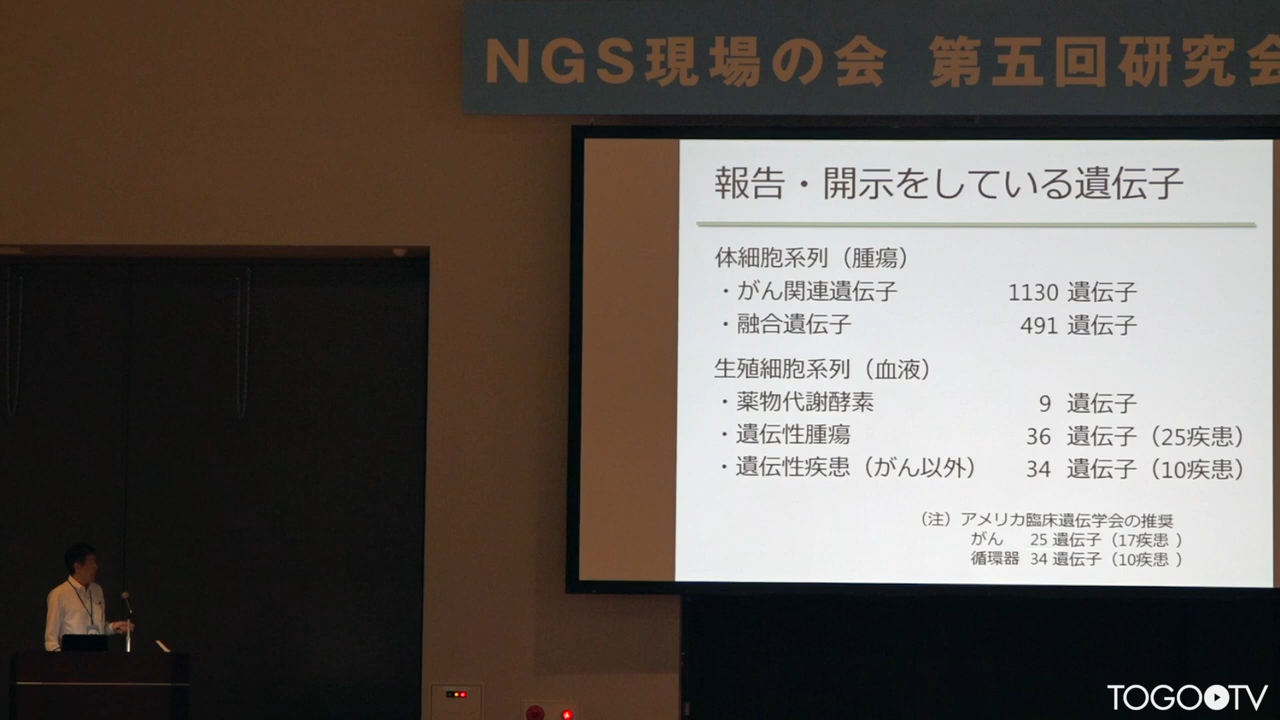 NGS現場の会 第五回研究会
報告・開示をしている遺伝子
体細胞系列（腫瘍）
・がん関連遺伝子 1130 遺伝子
・融合遺伝子 491 遺伝子
生殖細胞系列（血液）
・薬物代謝酵素 9 遺伝子
・遺伝性腫瘍 36 遺伝子（25疾患）
・遺伝性疾患（がん以外） 34 遺伝子（10疾患）
（注）アメリカ臨床遺伝学会の推奨
がん 25 遺伝子（17疾患 ）
循環器 34 遺伝子（10疾患 ）
TOGOTV